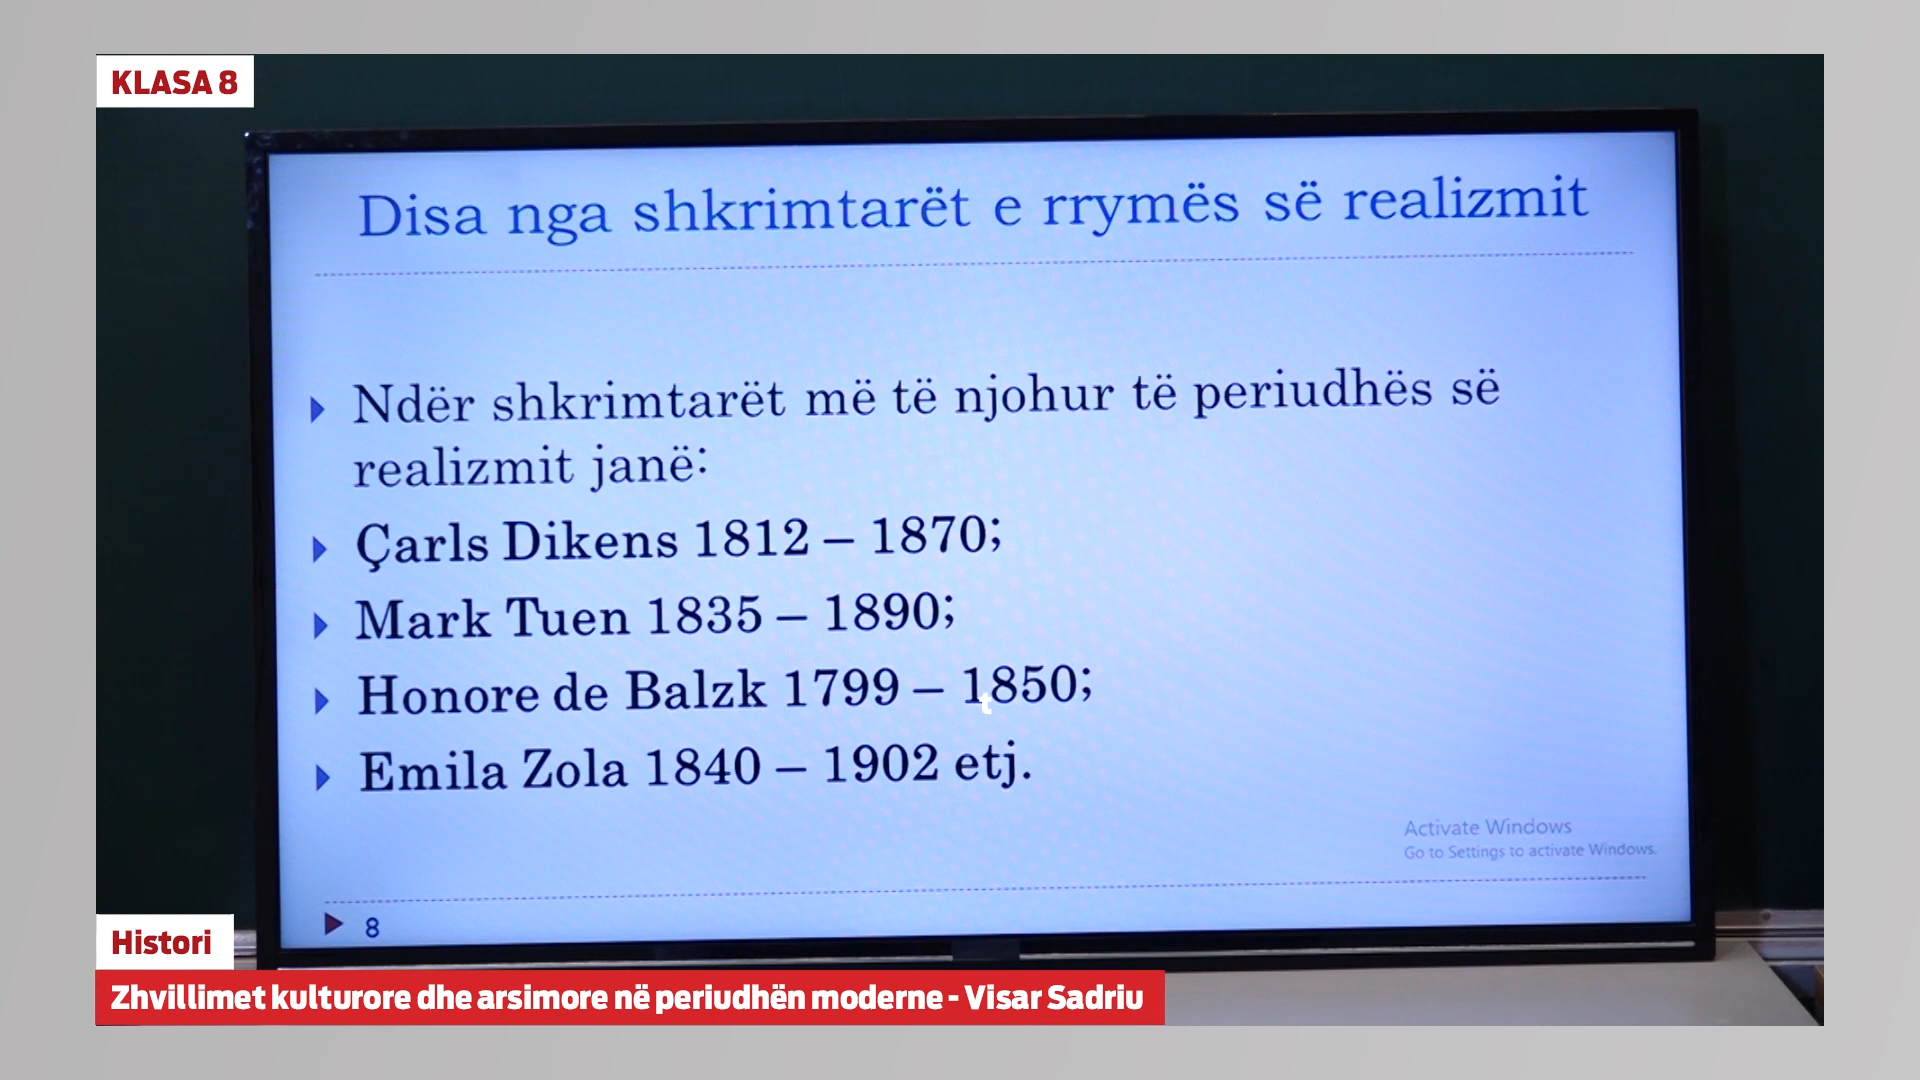 KLASA 8
Disa nga shkrimtarët e rrymës së realizmit
Ndër shkrimtarët më të njohur të periudhës së
realizmit janë:
Çarls Dikens 1812 – 1870;
Mark Tuen 1835 – 1890;
Honore de Balzk 1799 – 1850;
Emila Zola 1840 – 1902 etj.
Activate Windows
Go to Settings to activate Windows.
8
Histori
Zhvillimet kulturore dhe arsimore në periudhën moderne - Visar Sadriu